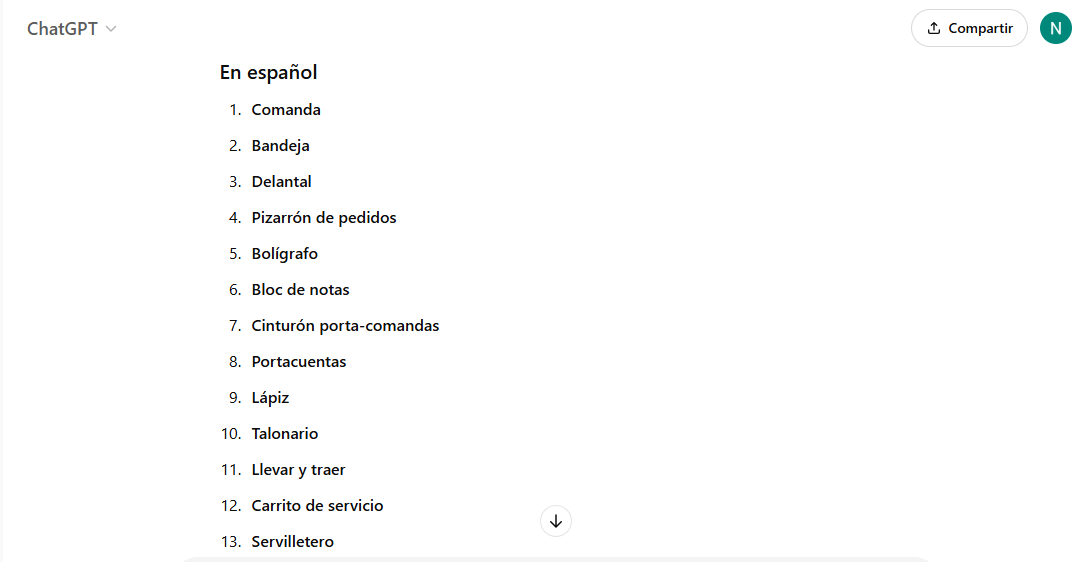 ChatGPT
Compartir
N
En español
1. Comanda
2. Bandeja
3. Delantal
4. Pizarrón de pedidos
5. Bolígrafo
6. Bloc de notas
7. Cinturón porta-comandas
8. Portacuentas
9. Lápiz
10. Talonario
11. Llevar y traer
12. Carrito de servicio
13. Servilletero